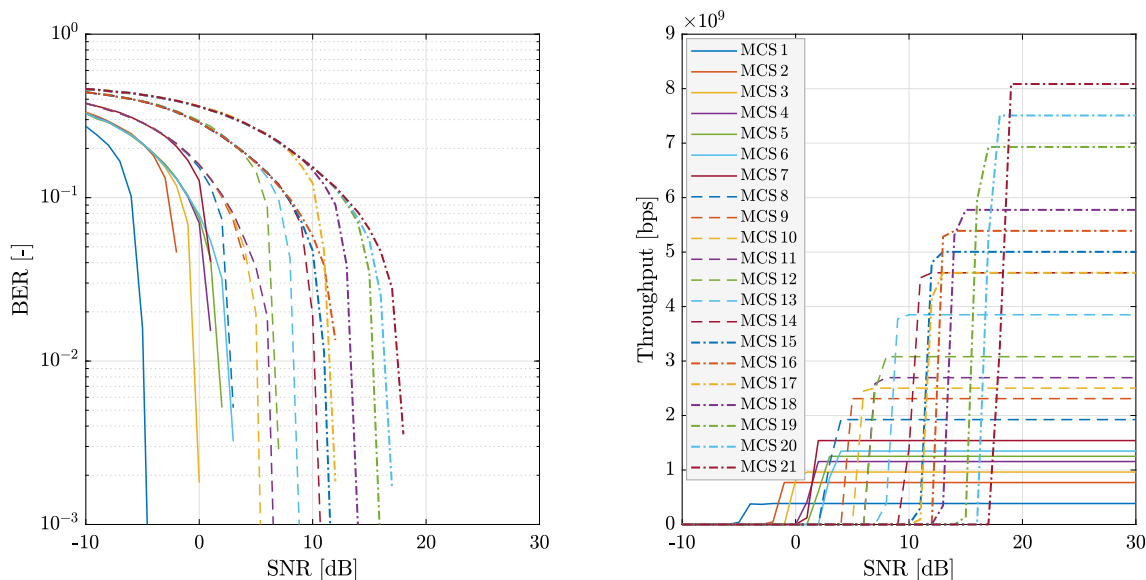 10^0
10^{-1}
10^{-2}
10^{-3}
BER [-]
-10
0
10
20
30
SNR [dB]
×10^9
9
8
7
6
5
4
3
2
1
0
Throughput [bps]
-10
0
10
20
30
SNR [dB]
MCS 1
MCS 2
MCS 3
MCS 4
MCS 5
MCS 6
MCS 7
MCS 8
MCS 9
MCS 10
MCS 11
MCS 12
MCS 13
MCS 14
MCS 15
MCS 16
MCS 17
MCS 18
MCS 19
MCS 20
MCS 21